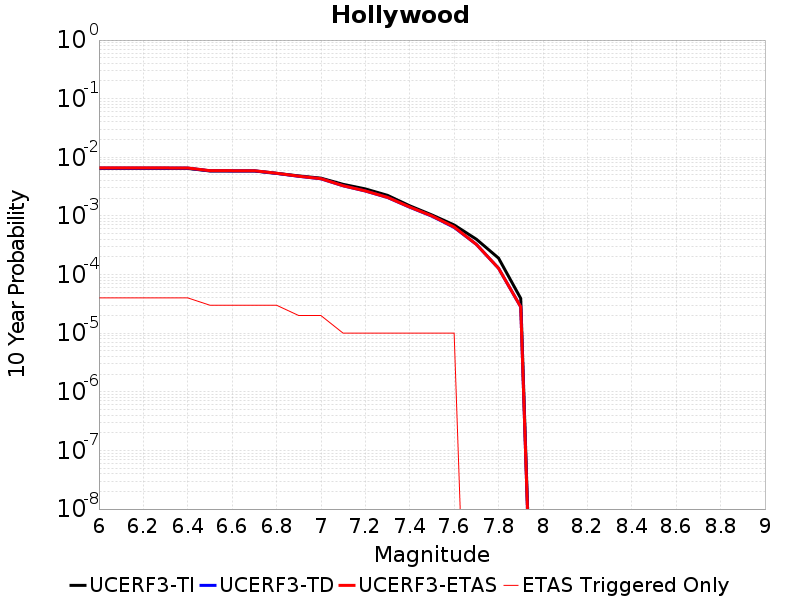 Hollywood
10^0
10^-1
10^-2
10^-3
10^-4
10^-5
10^-6
10^-7
10^-8
10 Year Probability
6 6.2 6.4 6.6 6.8 7 7.2 7.4 7.6 7.8 8 8.2 8.4 8.6 8.8 9
Magnitude
UCERF3-TI UCERF3-TD UCERF3-ETAS ETAS Triggered Only